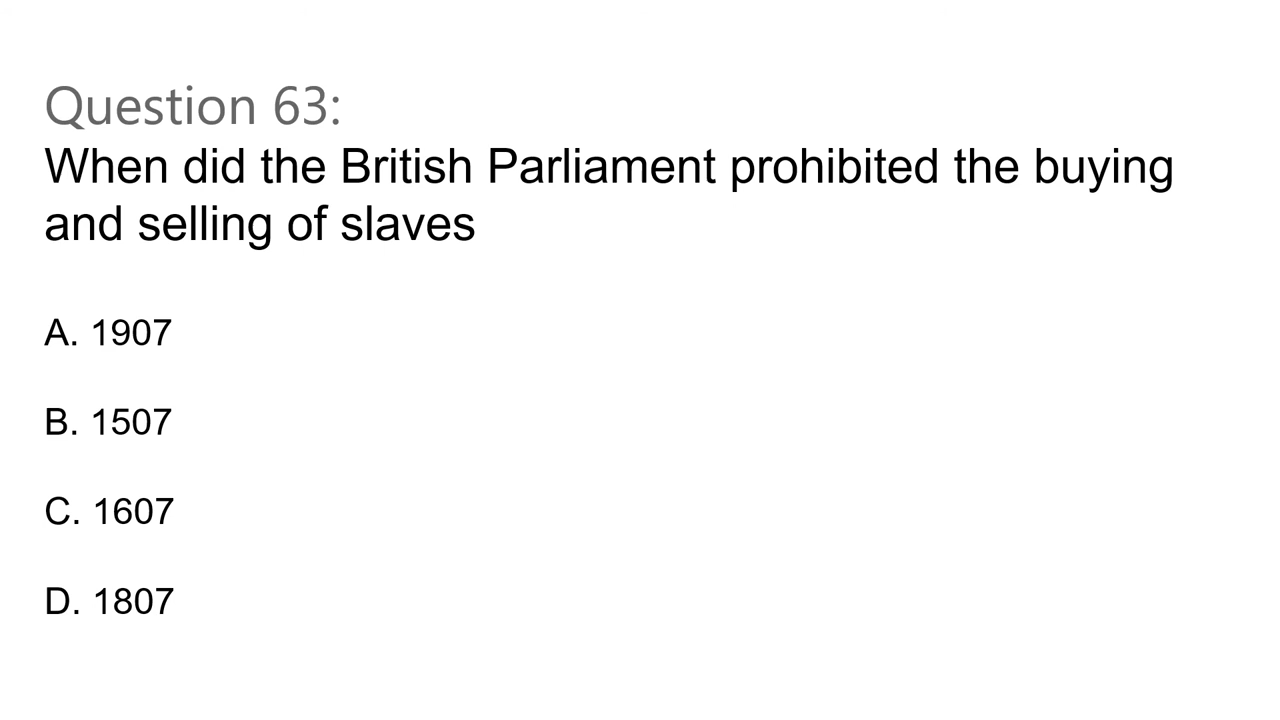 Question 63:
When did the British Parliament prohibited the buying
and selling of slaves
A. 1907
B. 1507
C. 1607
D. 1807